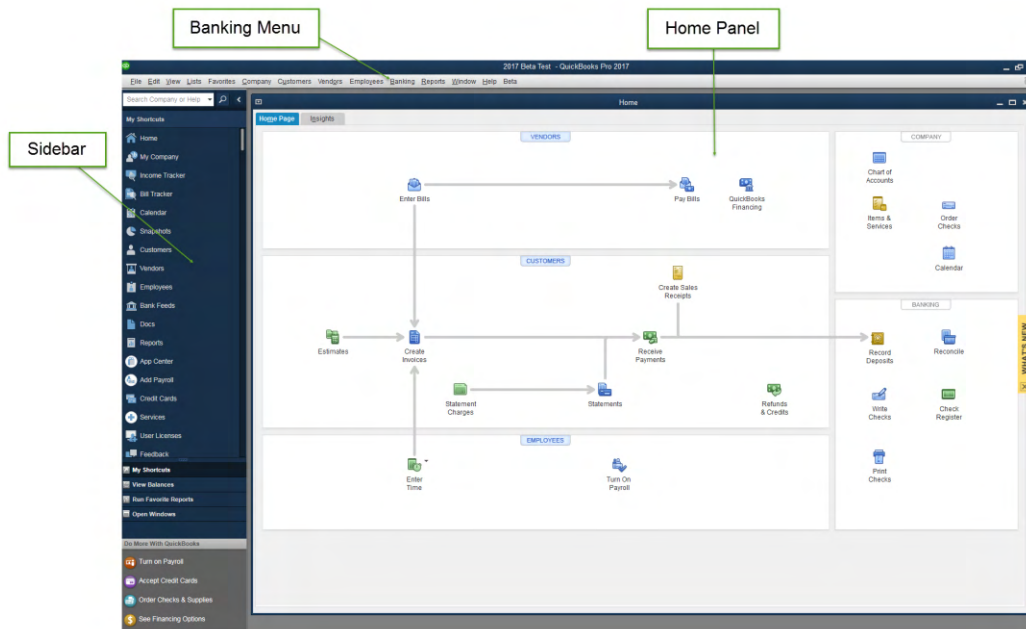 Banking Menu
Home Panel
Sidebar
2017 Beta Test - QuickBooks Pro 2017
File Edit View Lists Favorites Company Customers Vendors Employees Banking Reports Window Help Beta
Search Company or Help
My Shortcuts
Home
My Company
Income Tracker
Bill Tracker
Calendar
Snapshots
Customers
Vendors
Employees
Bank Feeds
Docs
Reports
App Center
Add Payroll
Credit Cards
Services
User Licenses
Feedback
My Shortcuts
View Balances
Run Favorite Reports
Open Windows
Do More With QuickBooks
Turn on Payroll
Accept Credit Cards
Order Checks & Supplies
See Financing Options
Home
Home Page Insights
VENDORS
Enter Bills
Pay Bills
QuickBooks
Financing
CUSTOMERS
Create Sales
Receipts
Estimates
Create
Invoices
Receive
Payments
Statement
Charges
Statements
Refunds
& Credits
EMPLOYEES
Enter
Time
Turn On
Payroll
COMPANY
Chart of
Accounts
Items &
Services
Order
Checks
Calendar
BANKING
Record
Deposits
Reconcile
Write
Checks
Check
Register
Print
Checks
WHAT'S NEW